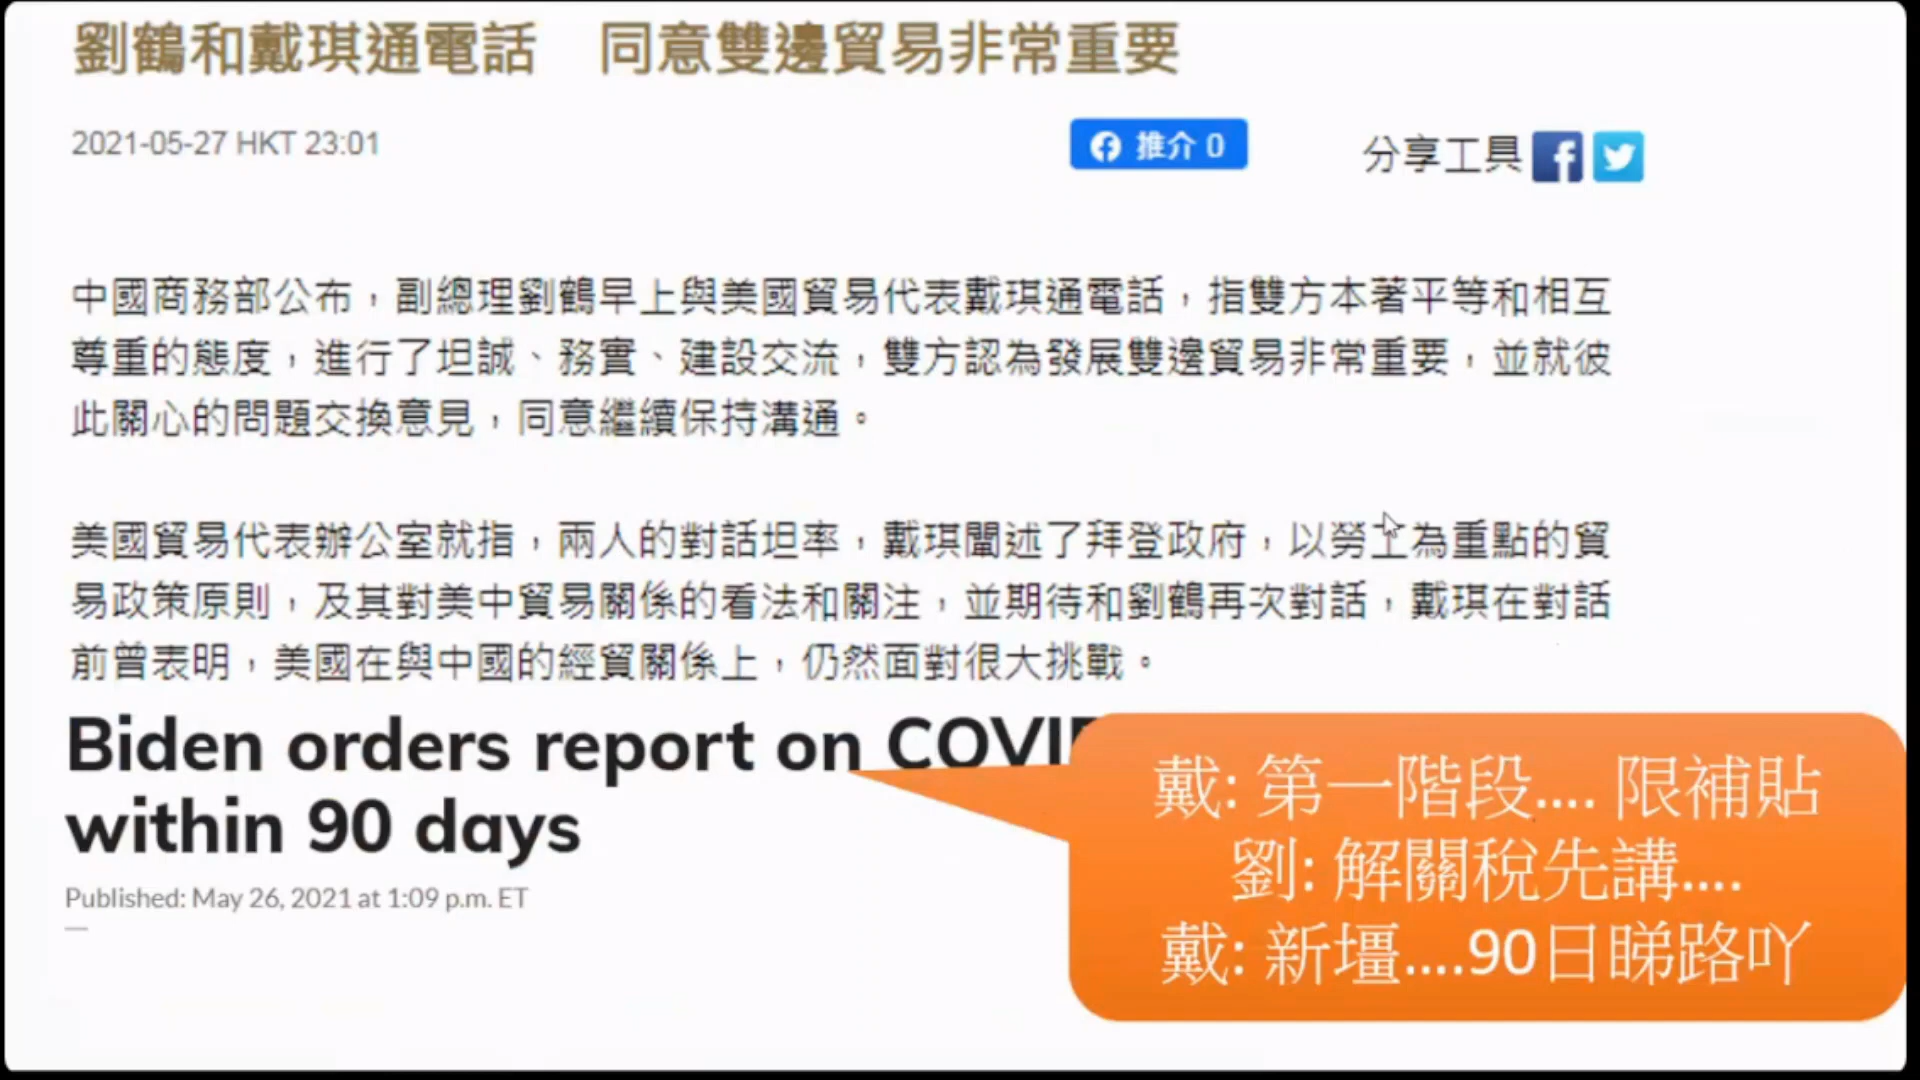 劉鶴和戴琪通電話　同意雙邊貿易非常重要
2021-05-27 HKT 23:01
推介 0
分享工具
中國商務部公布，副總理劉鶴早上與美國貿易代表戴琪通電話，指雙方本著平等和相互
尊重的態度，進行了坦誠、務實、建設交流，雙方認為發展雙邊貿易非常重要，並就彼
此關心的問題交換意見，同意繼續保持溝通。
美國貿易代表辦公室就指，兩人的對話坦率，戴琪闡述了拜登政府，以勞工為重點的貿
易政策原則，及其對美中貿易關係的看法和關注，並期待和劉鶴再次對話，戴琪在對話
前曾表明，美國在與中國的經貿關係上，仍然面對很大挑戰。
Biden orders report on
within 90 days
Published: May 26, 2021 at 1:09 p.m. ET
戴: 第一階段.... 限補貼
劉: 解關稅先講....
戴: 新壃....90日睇路吖